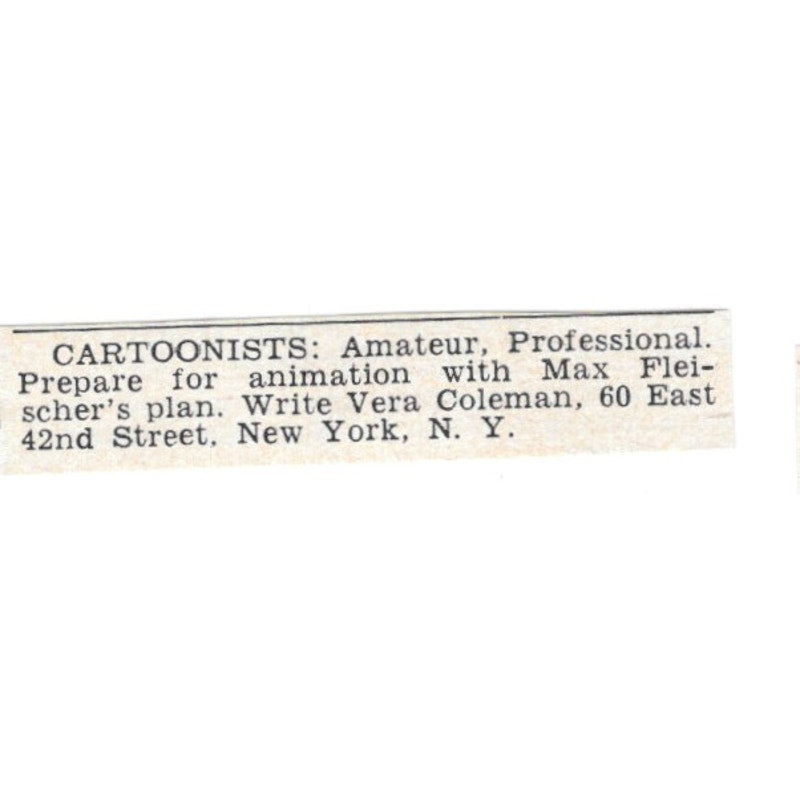 CARTOONISTS: Amateur, Professional.
Prepare for animation with Max Flei-
scher's plan. Write Vera Coleman, 60 East
42nd Street, New York, N. Y.